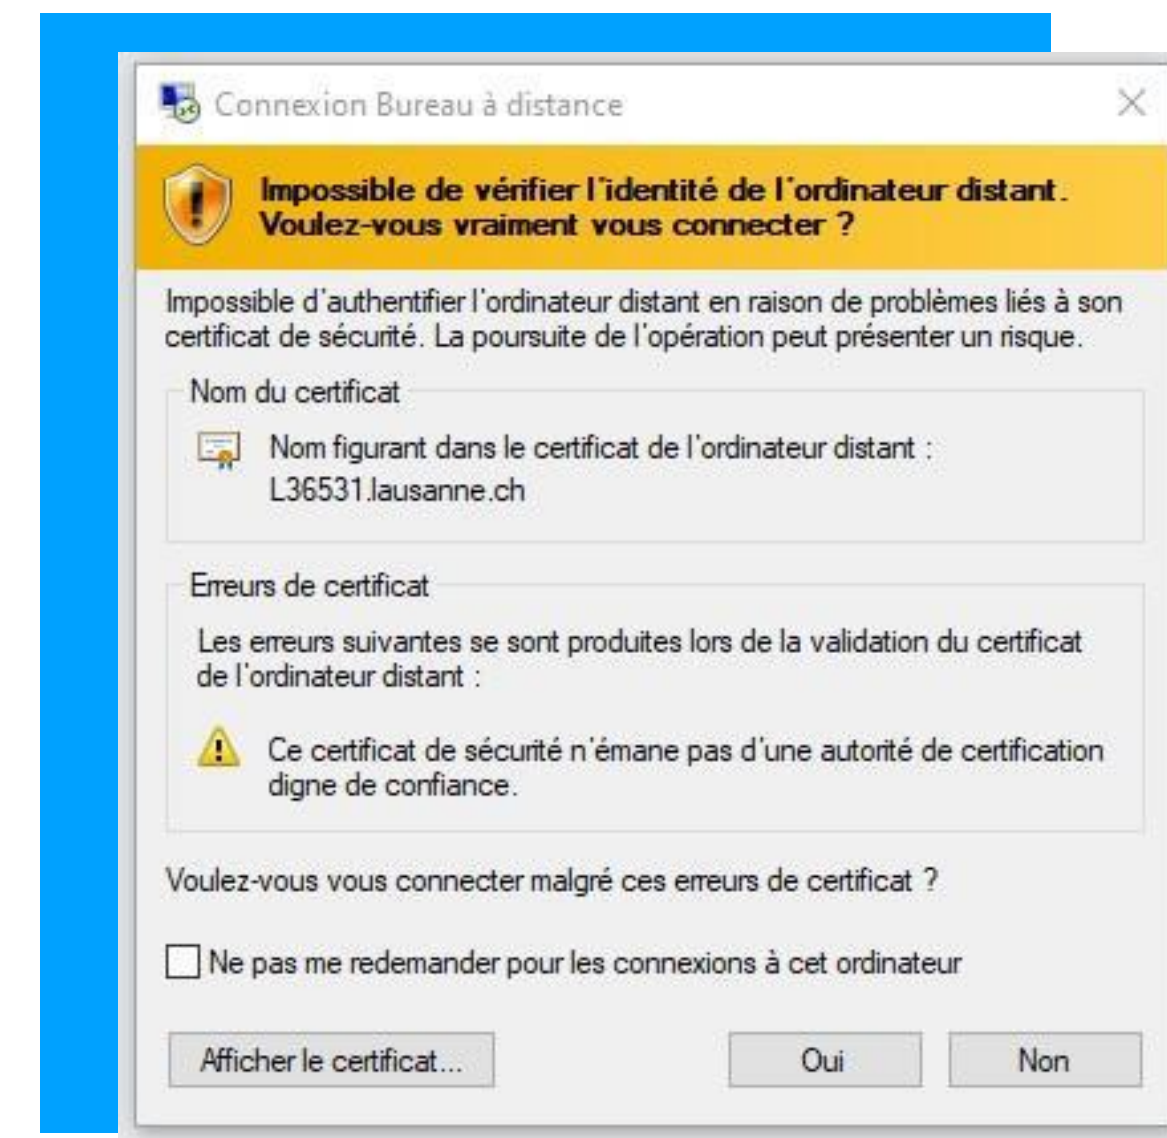 Connexion Bureau à distance
Impossible de vérifier l'identité de l'ordinateur distant.
Voulez-vous vraiment vous connecter ?
Impossible d'authentifier l'ordinateur distant en raison de problèmes liés à son
certificat de sécurité. La poursuite de l'opération peut présenter un risque.
Nom du certificat
Nom figurant dans le certificat de l'ordinateur distant :
L36531.lausanne.ch
Erreurs de certificat
Les erreurs suivantes se sont produites lors de la validation du certificat
de l'ordinateur distant :
Ce certificat de sécurité n'émane pas d'une autorité de certification
digne de confiance.
Voulez-vous vous connecter malgré ces erreurs de certificat ?
Ne pas me redemander pour les connexions à cet ordinateur
Afficher le certificat... Oui Non